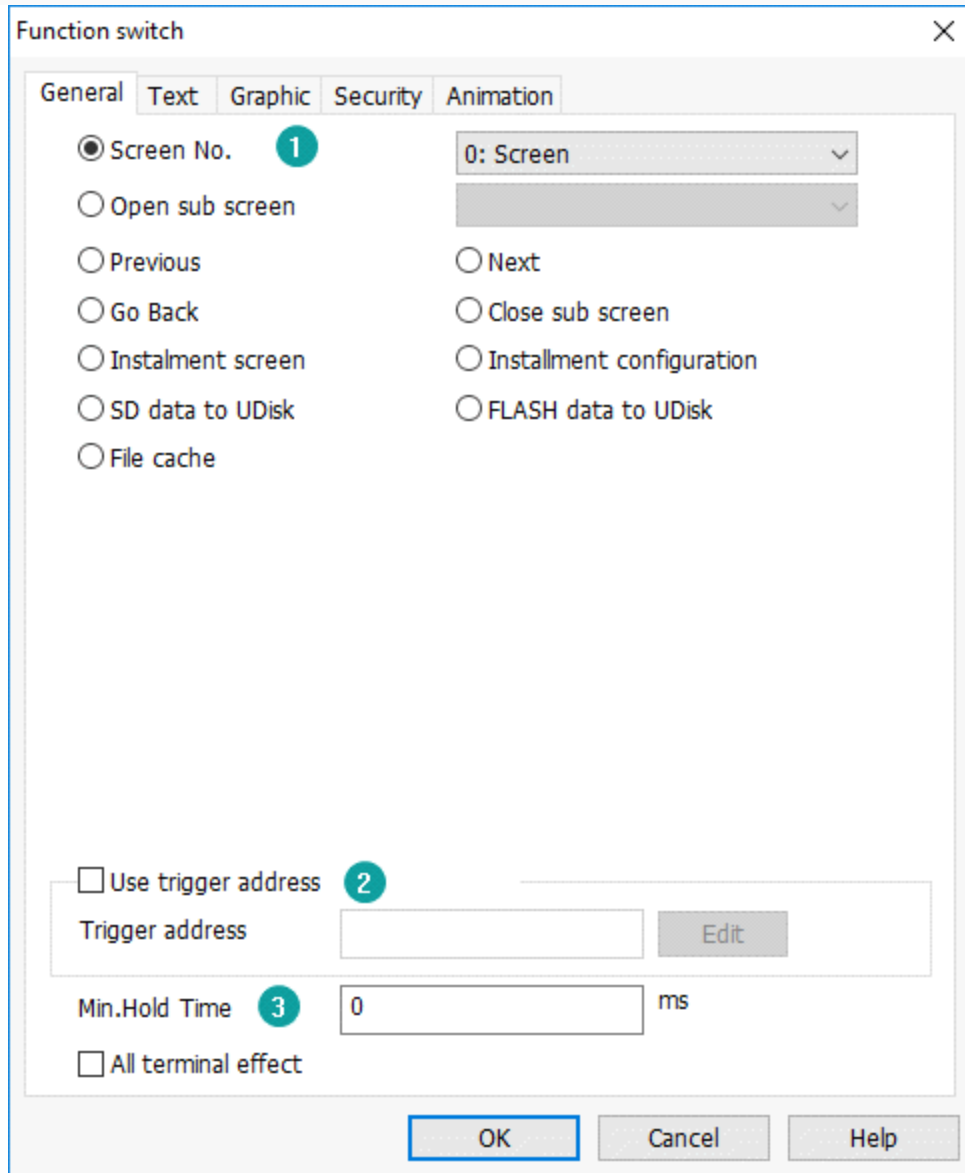 Function switch
General Text Graphic Security Animation
Screen No. 1 0: Screen
Open sub screen
Previous Next
Go Back Close sub screen
Instalment screen Installment configuration
SD data to UDisk FLASH data to UDisk
File cache
Use trigger address 2
Trigger address Edit
Min.Hold Time 3 0 ms
All terminal effect
OK Cancel Help